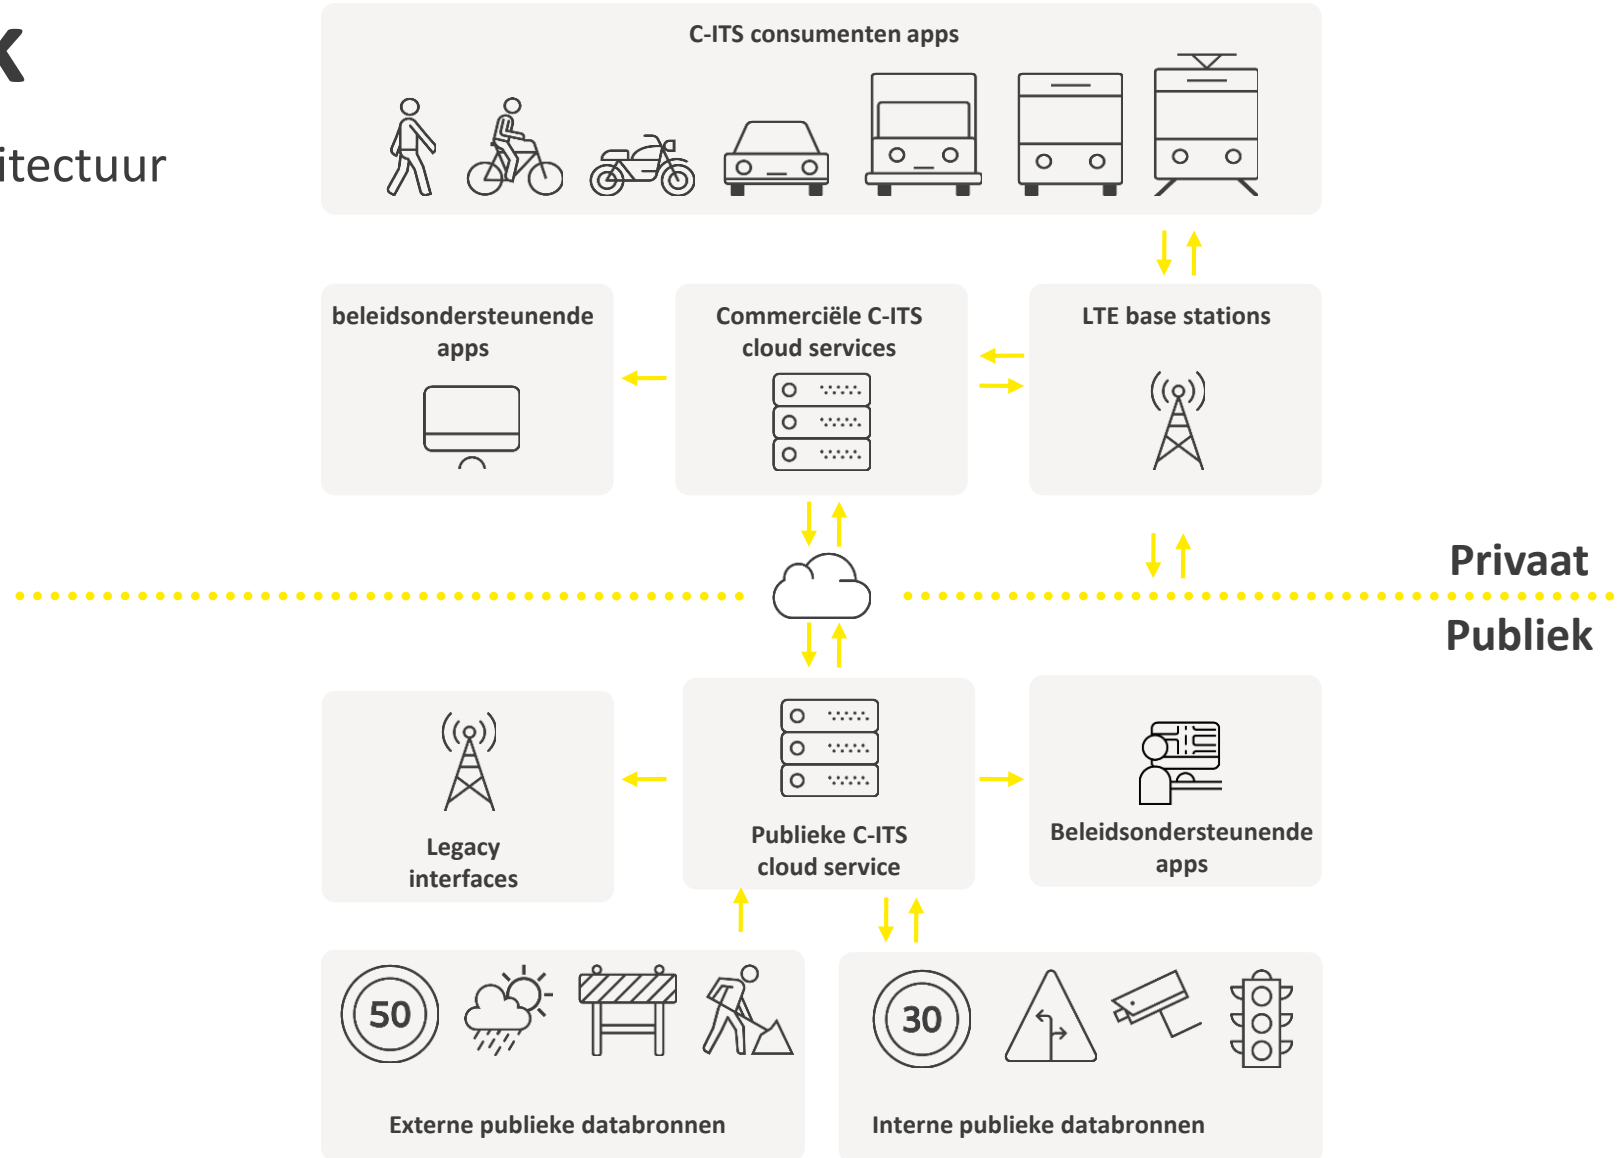 k
itectuur
C-ITS consumenten apps
beleidsondersteunende
apps
Commerciële C-ITS
cloud services
LTE base stations
Privaat
Publiek
Legacy
interfaces
Publieke C-ITS
cloud service
Beleidsondersteunende
apps
50
30
Externe publieke databronnen
Interne publieke databronnen